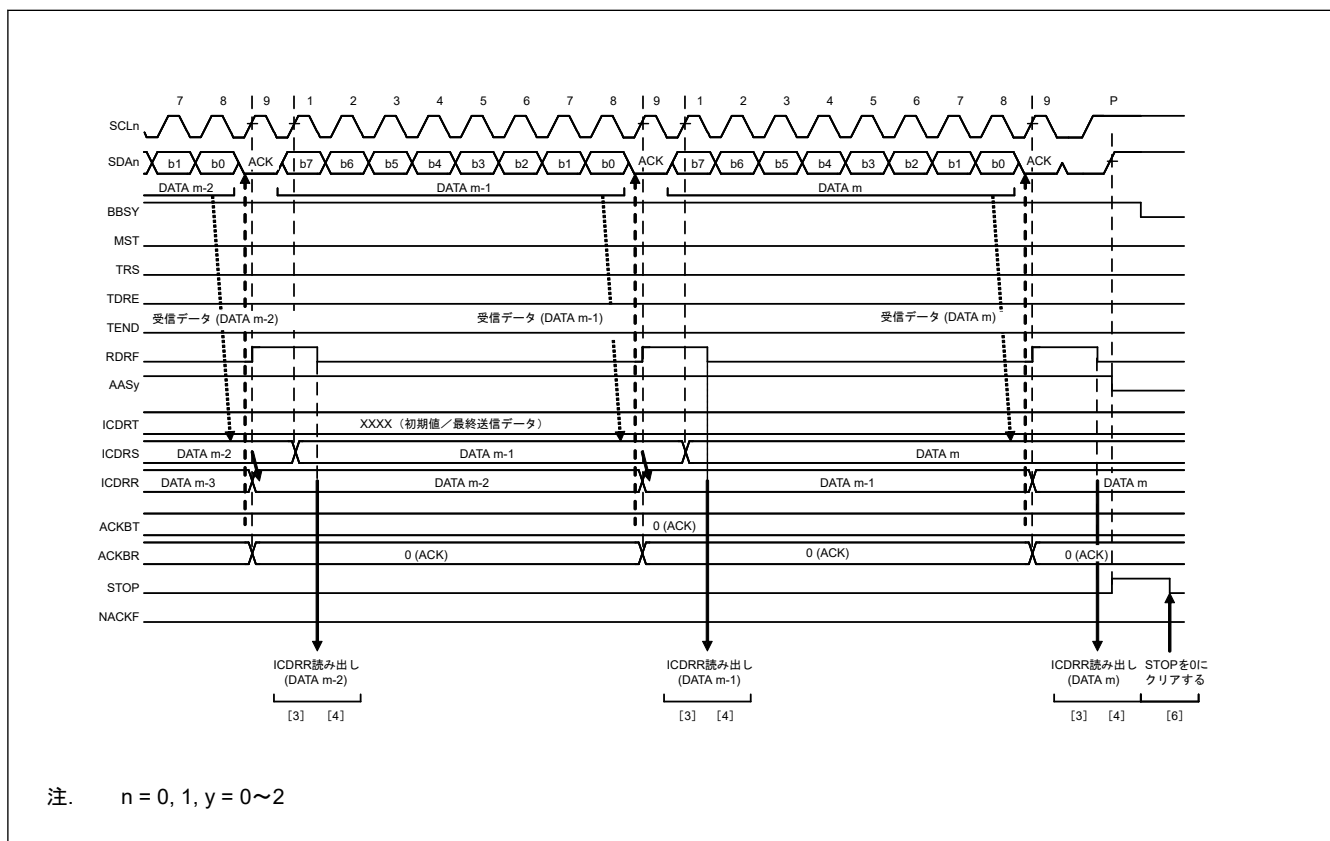 7 8 9 1 2 3 4 5 6 7 8 9 1 2 3 4 5 6 7 8 9 P
SCLn
SDAn b1 b0 ACK b7 b6 b5 b4 b3 b2 b1 b0 ACK b7 b6 b5 b4 b3 b2 b1 b0 ACK
DATA m-2 DATA m-1 DATA m
BBSY
MST
TRS
TDRE
受信データ (DATA m-2) 受信データ (DATA m-1) 受信データ (DATA m)
TEND
RDRF
AASy
ICDRT XXXX（初期値／最終送信データ）
ICDRS DATA m-2 DATA m-1 DATA m
ICDRR DATA m-3 DATA m-2 DATA m-1 DATA m
ACKBT 0 (ACK)
ACKBR 0 (ACK) 0 (ACK) 0 (ACK)
STOP
NACKF
ICDRR読み出し ICDRR読み出し ICDRR読み出し STOPを0に
(DATA m-2) (DATA m-1) (DATA m) クリアする
[3] [4] [3] [4] [3] [4] [6]
注. n = 0, 1, y = 0～2